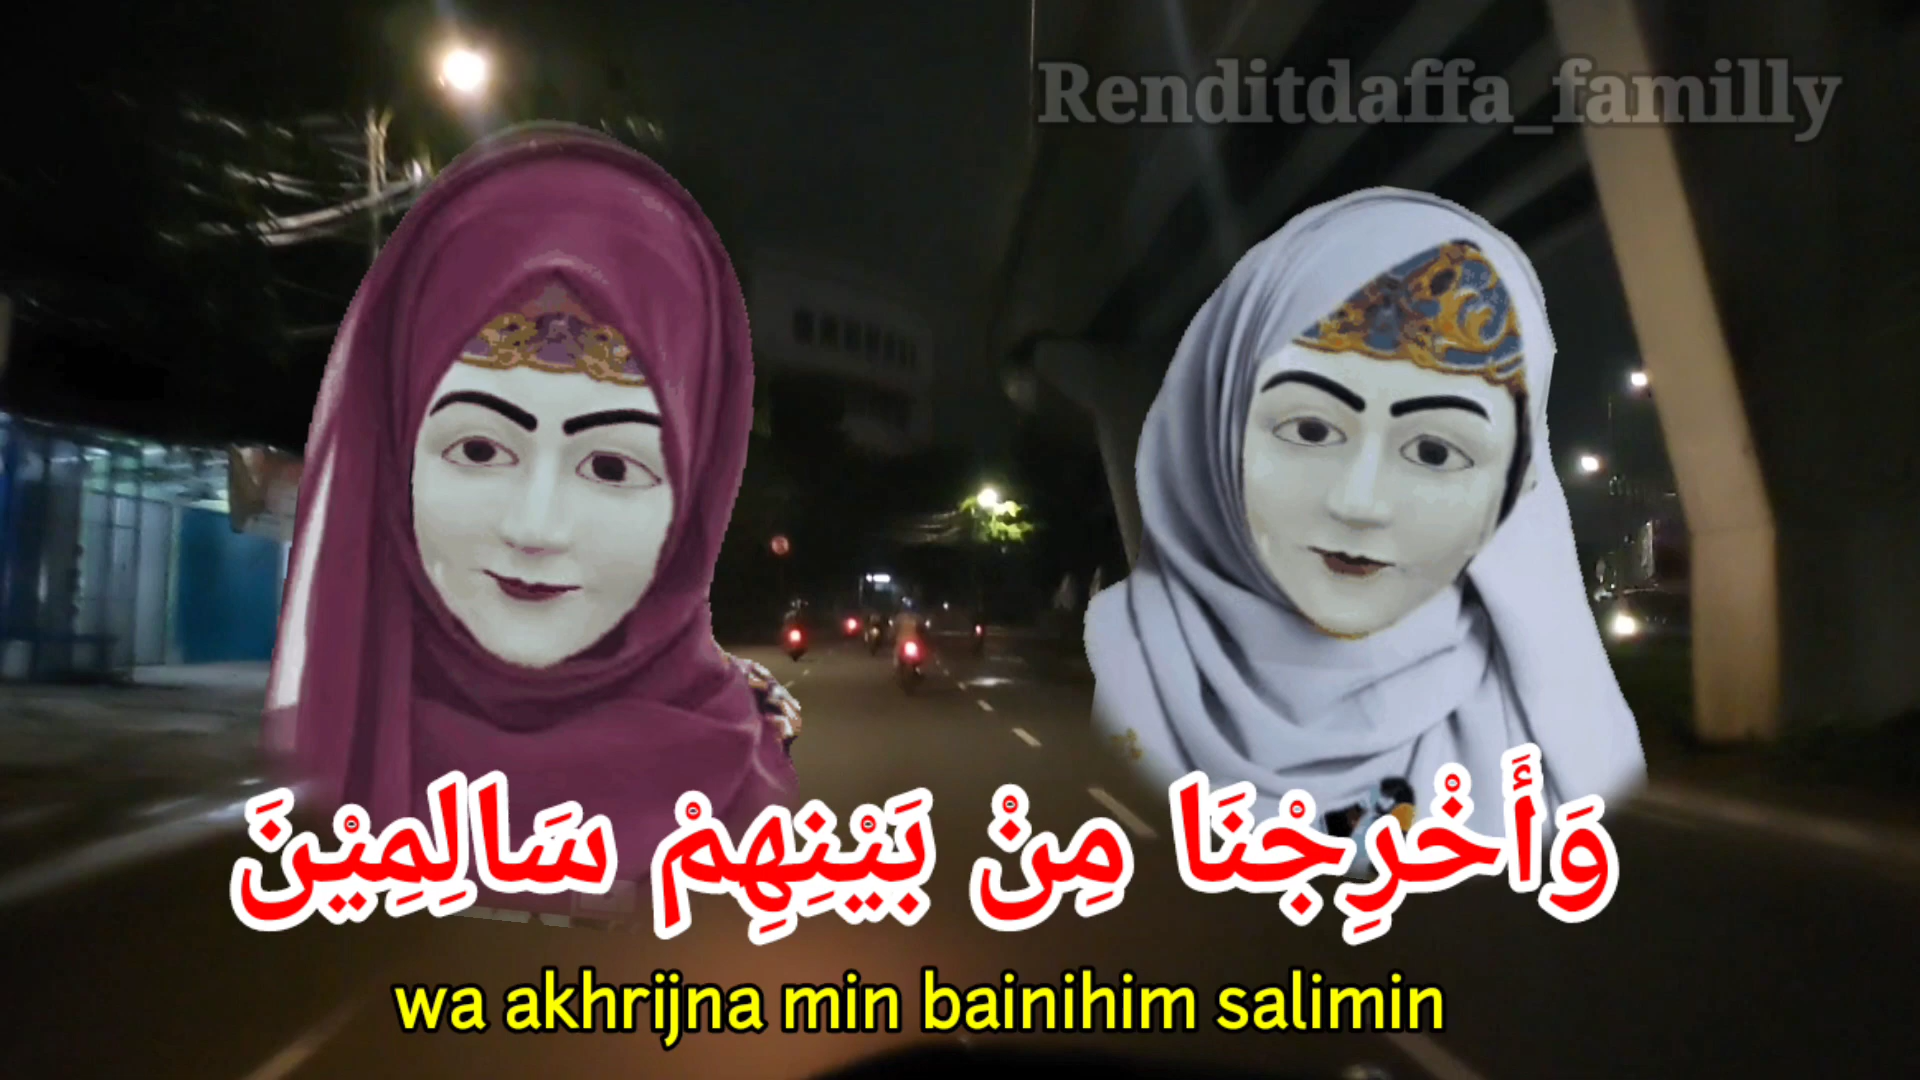 Renditdaffa_familly
وَأَخْرِجْنَا مِنْ بَيْنِهِمْ سَالِمِيْنَ
wa akhrijna min bainihim salimin